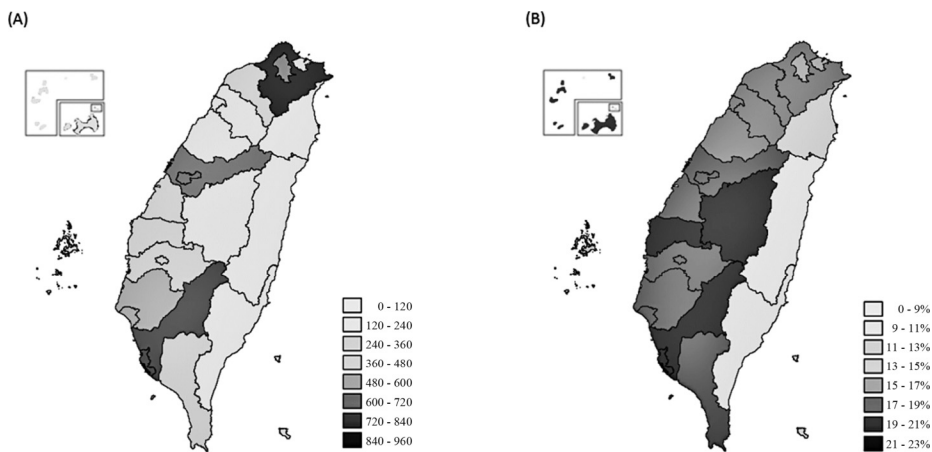 (A)
0 - 120
120 - 240
240 - 360
360 - 480
480 - 600
600 - 720
720 - 840
840 - 960
(B)
0 - 9%
9 - 11%
11 - 13%
13 - 15%
15 - 17%
17 - 19%
19 - 21%
21 - 23%